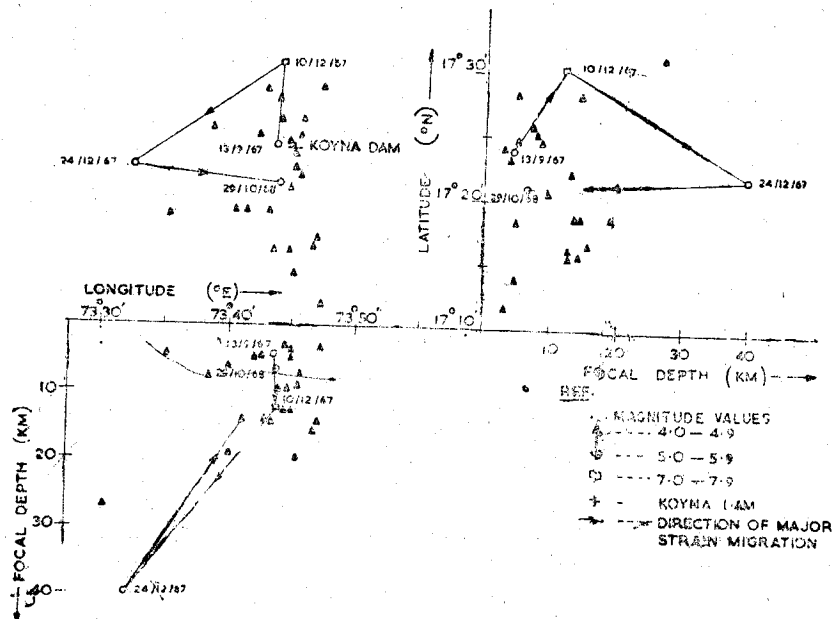 10/12/67
24/12/67
13/9/67
KOYNA DAM
29/10/68
LONGITUDE (°E)
73°30'
73°40'
73°50'
17°30'
17°20'
17°10'
LATITUDE (°N)
10/12/67
13/9/67
24/12/67
29/10/68
10
20
30
40
FOCAL DEPTH (KM)
13/9/67
29/10/68
10/12/67
24/12/67
10
20
30
40
FOCAL DEPTH (KM)
REF.
MAGNITUDE VALUES
4.0 - 4.9
5.0 - 5.9
7.0 - 7.9
KOYNA DAM
DIRECTION OF MAJOR
STRAIN MIGRATION